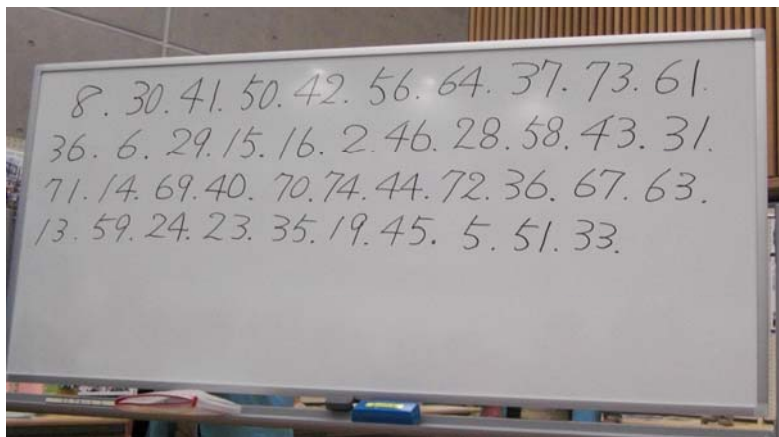 8. 30. 41. 50. 42. 56. 64. 37. 73. 61.
36. 6. 29. 15. 16. 2. 46. 28. 58. 43. 31.
71. 14. 69. 40. 70. 74. 44. 72. 36. 67. 63.
13. 59. 24. 23. 35. 19. 45. 5. 51. 33.